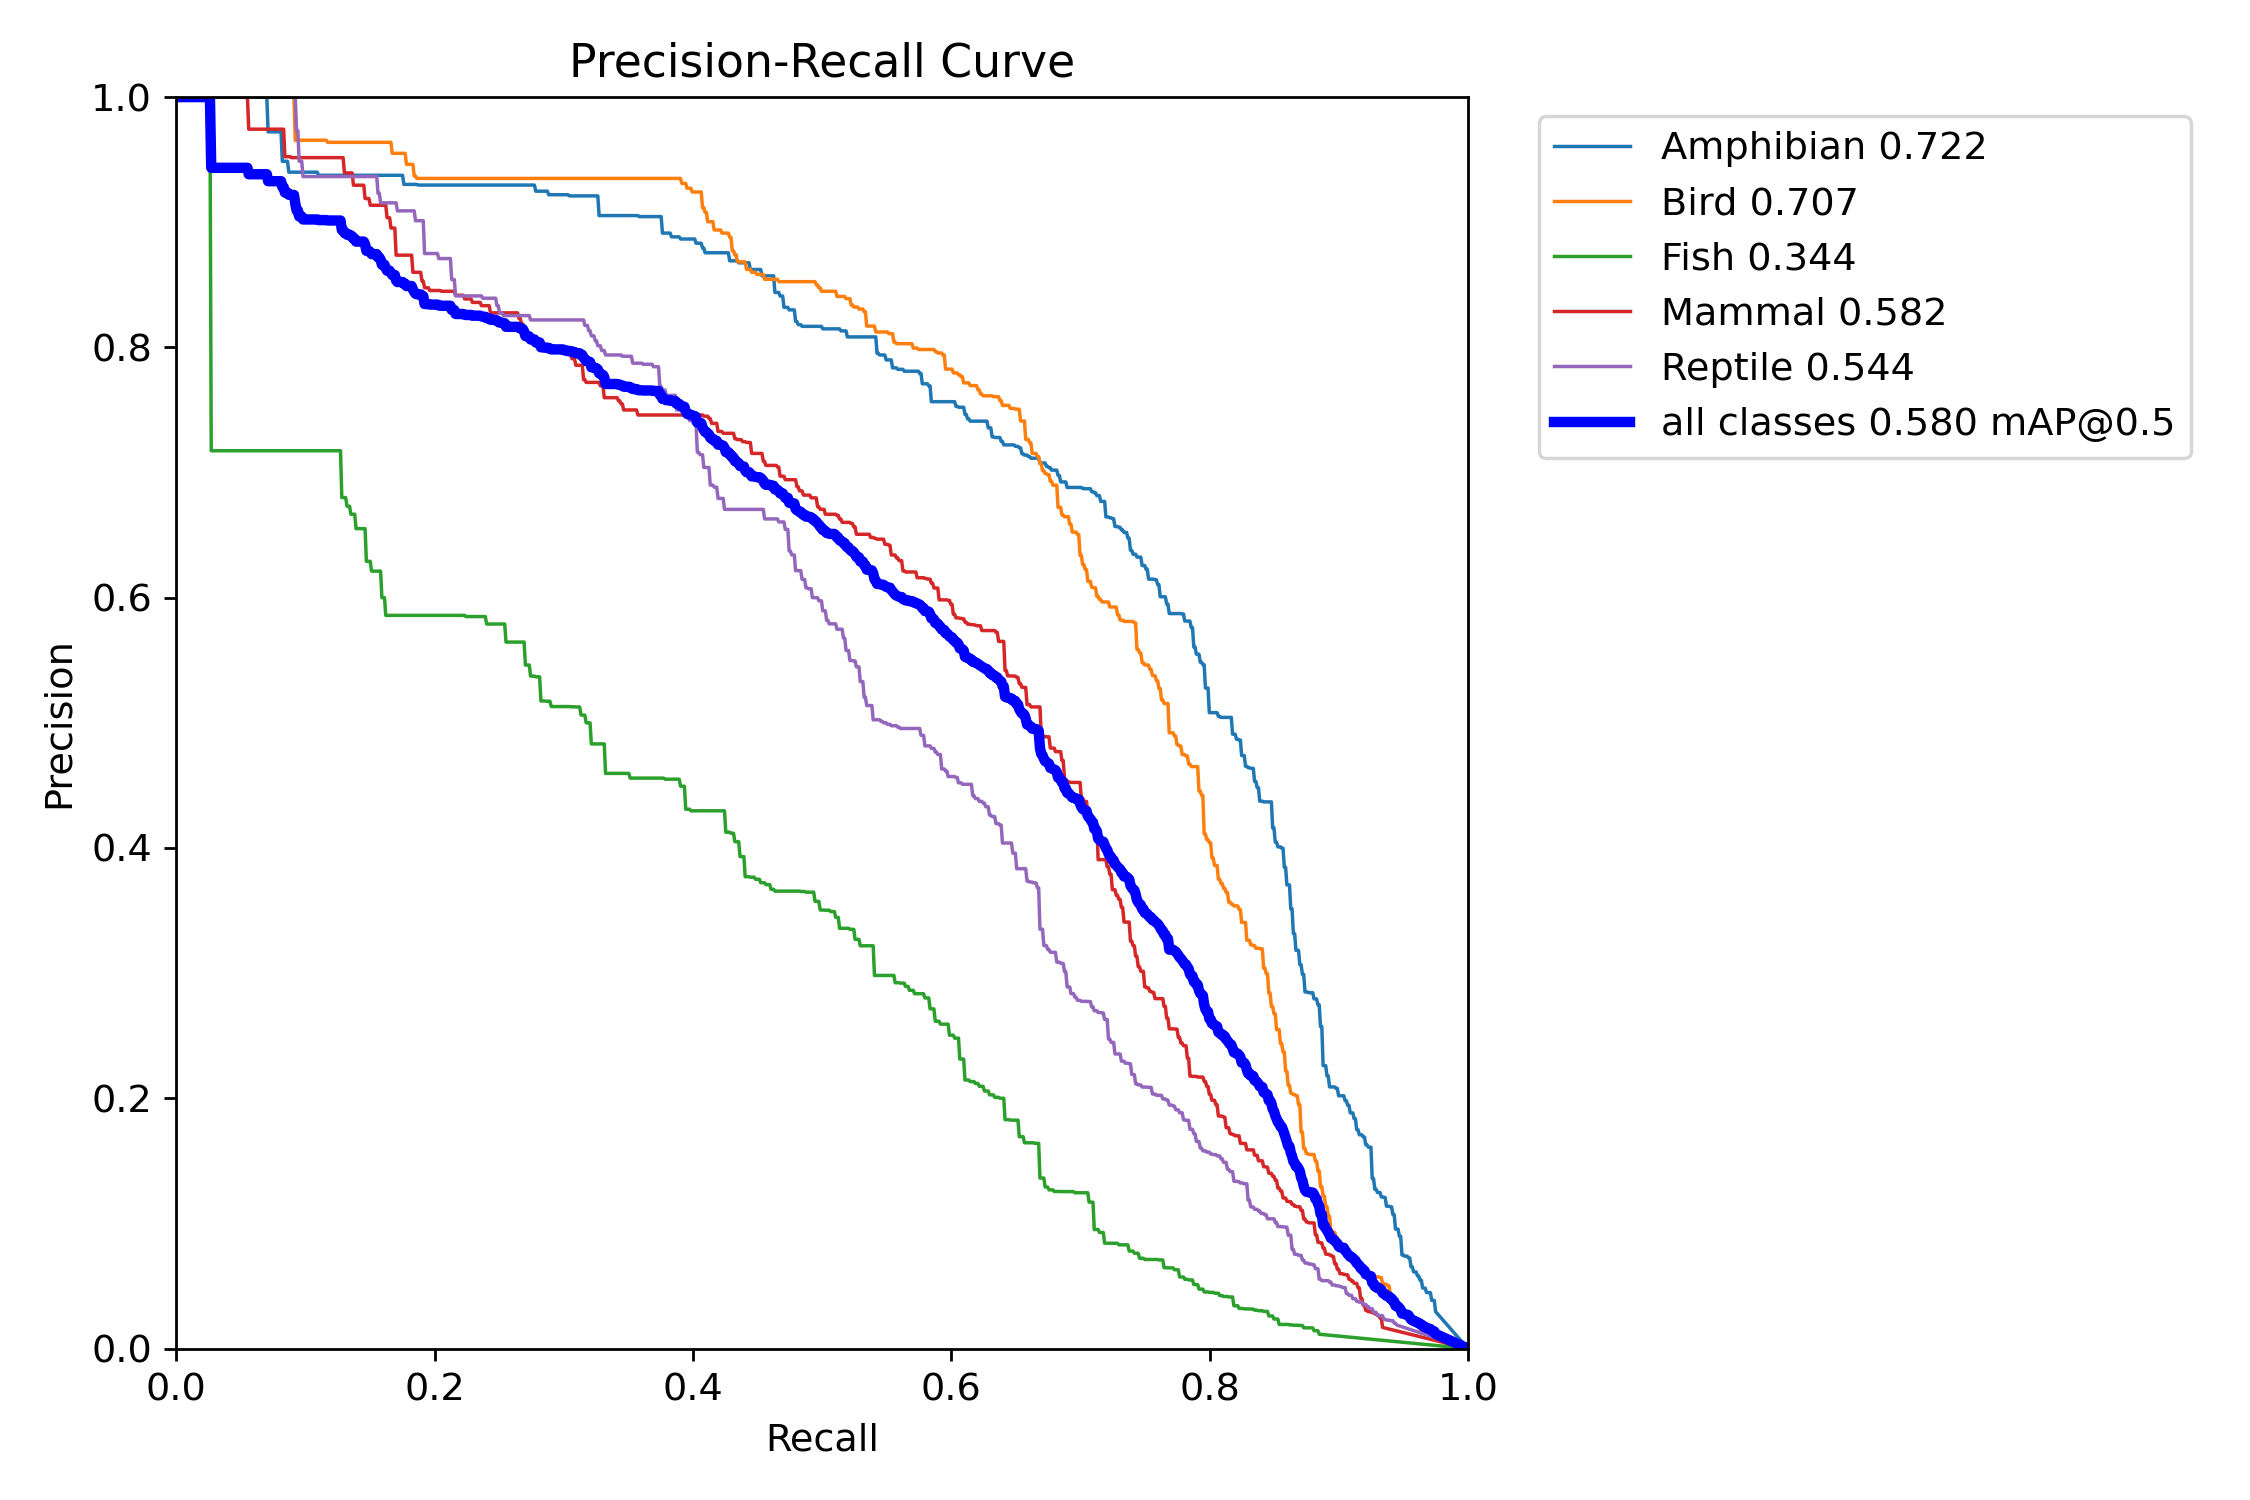 Precision-Recall Curve
1.0
0.8
0.6
0.4
0.2
0.0
Precision
0.0 0.2 0.4 0.6 0.8 1.0
Recall
Amphibian 0.722
Bird 0.707
Fish 0.344
Mammal 0.582
Reptile 0.544
all classes 0.580 mAP@0.5